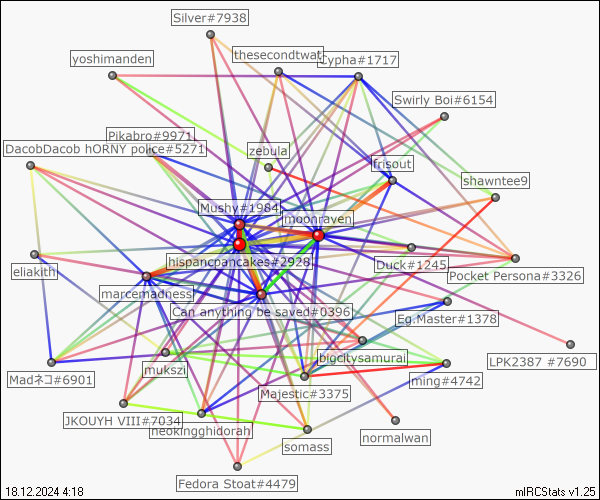 Silver#7938
thesecondtwat
Cypha#1717
yoshimanden
Swirly Boi#6154
Pikabro#9971
DacobDacob hORNY police#5271
zebula
frisout
shawntee9
Mushy#1984
moonraven
hispancpancakes#2928
Duck#1245
Pocket Persona#3326
eliakith
marcemadness
Can anything be saved#0396
Eg.Master#1378
bigcitysamurai
LPK2387 #7690
Madネコ#6901
mukszi
Majestic#3375
ming#4742
JKOUYH VIII#7034
neokingghidorah
somass
normalwan
Fedora Stoat#4479
18.12.2024 4:18
mIRCStats v1.25